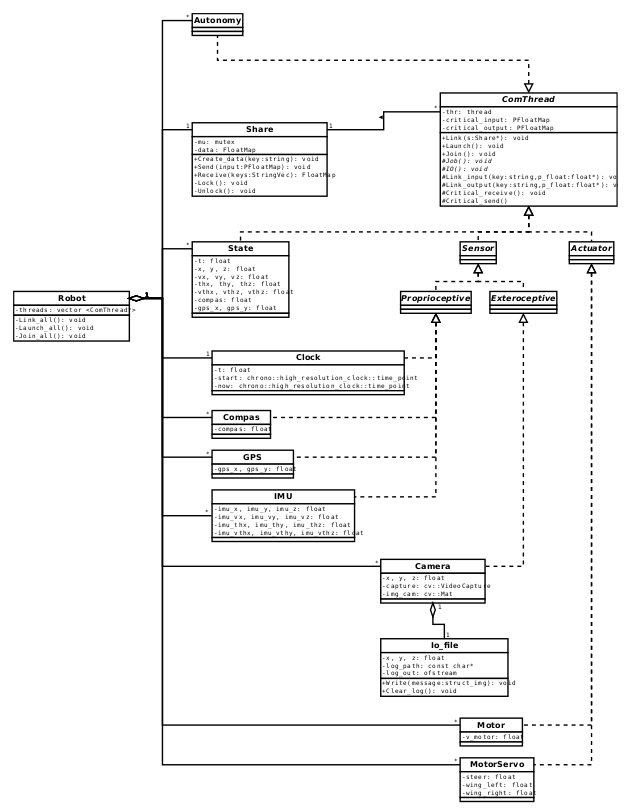 *
Autonomy
ComThread
-thr: thread
-critical_input: PFloatMap
-critical_output: PFloatMap
+Link(s:Share*): void
+Launch(): void
+Join(): void
#Job(): void
#IO(): void
#Link_input(key:string,p_float:float*): vo
#Link_output(key:string,p_float:float*): v
#Critical_receive(): void
#Critical_send()
*
1
Share
1
-mu: mutex
-data: FloatMap
+Create_data(key:string): void
+Send(input:PFloatMap): void
+Receive(keys:StringVec): FloatMap
-Lock(): void
-Unlock(): void
*
State
-t: float
-x, y, z: float
-vx, vy, vz: float
-thx, thy, thz: float
-vthx, vthz, vthz: float
-compas: float
-gps_x, gps_y: float
Sensor
Actuator
Proprioceptive
Exteroceptive
Robot
1
-threads: vector <ComThread*>
-Link_all(): void
-Launch_all(): void
-Join_all(): void
1
Clock
-t: float
-start: chrono::high_resolution_clock::time_point
-now: chrono::high_resolution_clock::time_point
*
Compas
-compas: float
*
GPS
-gps_x, gps_y: float
*
IMU
-imu_x, imu_y, imu_z: float
-imu_vx, imu_vy, imu_vz: float
-imu_thx, imu_thy, imu_thz: float
-imu_vthx, imu_vthy, imu_vthz: float
*
Camera
-x, y, z: float
-capture: cv::VideoCapture
-img_cam: cv::Mat
1
1
Io_file
-x, y, z: float
-log_path: const char*
-log_out: ofstream
+Write(message:struct_img): void
+Clear_log(): void
*
Motor
-v_motor: float
*
MotorServo
-steer: float
-wing_left: float
-wing_right: float